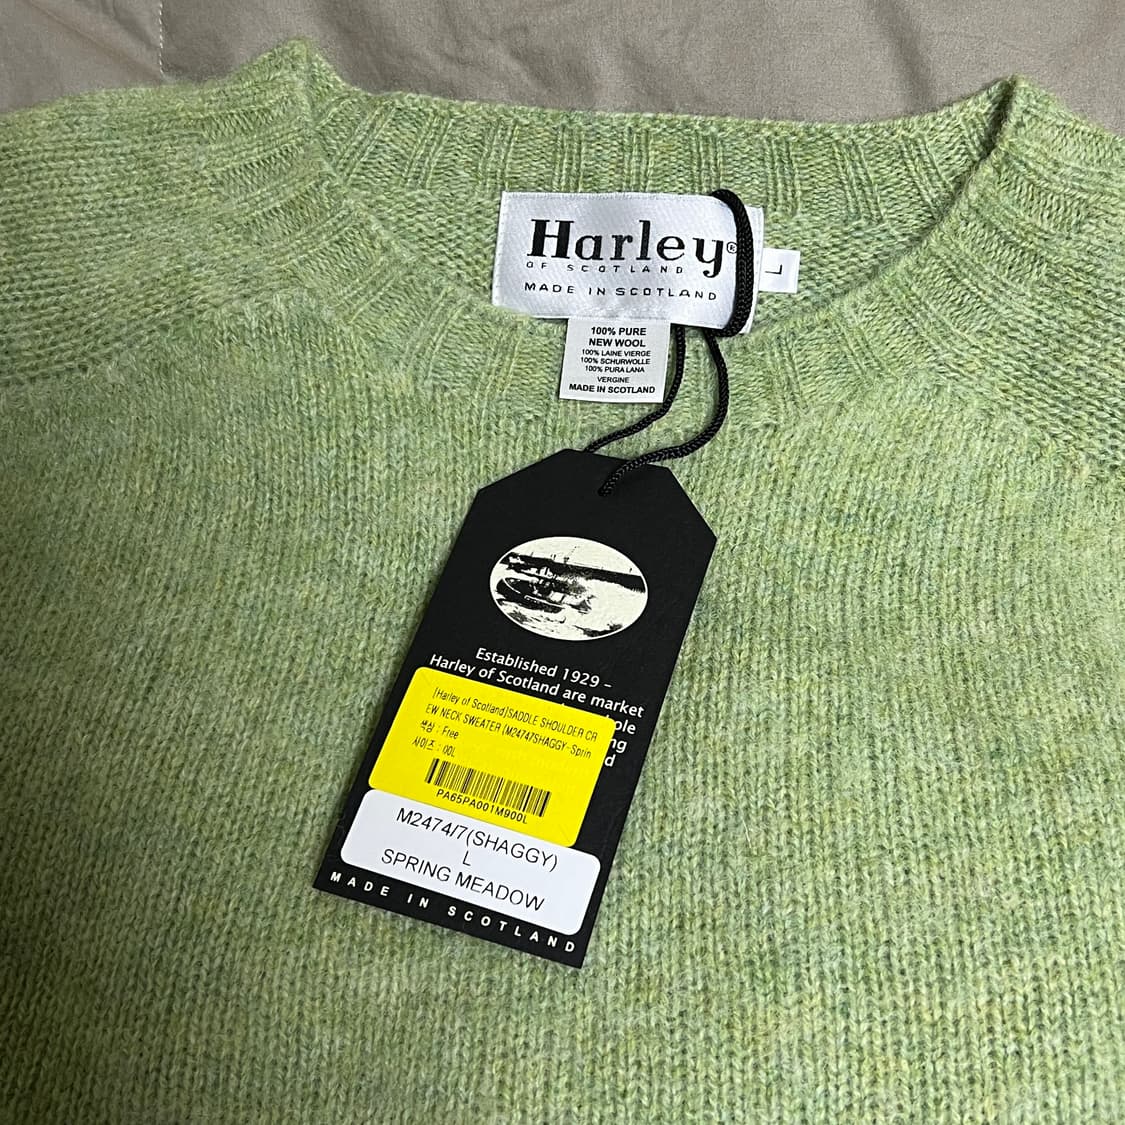 Harley®
OF SCOTLAND
MADE IN SCOTLAND
L
100% PURE
NEW WOOL
100% LAINE VIERGE
100% SCHURWOLLE
100% PURA LANA
VERGINE
MADE IN SCOTLAND
Established 1929 –
Harley of Scotland are market
[Harley of Scotland]SADDLE SHOULDER CR
EW NECK SWEATER (M2474/7SHAGGY-Sprin
색상 : Free
사이즈 : 00L
PA65PA001M900L
M2474/7(SHAGGY)
L
SPRING MEADOW
MADE IN SCOTLAND